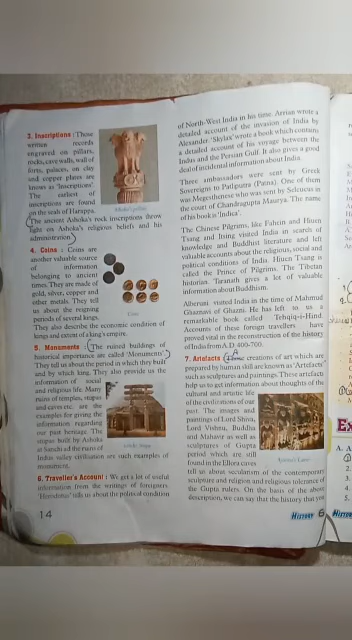 3. Inscriptions : Those
written records
engraved on pillars,
rocks, cave walls, wall of
forts, palaces, on clay
and copper plates are
known as 'Inscriptions'.
The earliest of
inscriptions are found
on the seals of Harappa.
The ancient Ashoka's rock inscriptions throw
light on Ashoka's religious beliefs and his
administration.
4. Coins : Coins are
another valuable source
of information
belonging to ancient
times. They are made of
gold, silver, copper and
other metals. They tell
us about the reigning
periods of several kings.
They also describe the economic condition of
kings and extent of a king's empire.
Coins
5. Monuments : The ruined buildings of
historical importance are called 'Monuments'.
They tell us about the period in which they built
and by which king. They also provide us the
information of social
and religious life. Many
ruins of temples, stupas
and caves etc. are the
examples for giving the
information regarding
our past heritage. The
stupas built by Ashoka
at Sanchi and the ruins of
Indus valley civilisation are such examples of
monument.
6. Traveller's Account : We get a lot of useful
information from the writings of foreigners.
'Herodotus' tells us about the political condition
14
of North-West India in his time. Arrian wrote a
detailed account of the invasion of India by
Alexander. 'Skylax' wrote a book which contains
a detailed account of his voyage between the
Indus and the Persian Gulf. It also gives a good
deal of incidental information about India.
Three ambassadors were sent by Greek
Sovereigns to Patliputra (Patna). One of them
was Megesthenese who was sent by Seleucus in
the court of Chandragupta Maurya. The name
of his book is 'Indica'.
The Chinese Pilgrims, like Fahein and Hiuen
Tsang and Itsing visited India in search of
knowledge and Buddhist literature and left
valuable accounts about the religious, social and
political conditions of India. Hiuen Tsang is
called the Prince of Pilgrims. The Tibetan
historian 'Taranath' gives a lot of valuable
information about Buddhism.
Alberuni visited India in the time of Mahmud
Ghaznavi of Ghazni. He has left to us a
remarkable book called Tehqiq-i-Hind.
Accounts of these foreign travellers have
proved vital in the reconstruction of the history
of India from A.D. 400-700.
7. Artefacts : Some creations of art which are
prepared by human skill are known as 'Artefacts'
such as sculptures and paintings. These artefacts
help us to get information about thoughts of the
cultural and artistic life
of the civilizations of our
past. The images and
paintings of Lord Shiva,
Lord Vishnu, Buddha
and Mahavir as well as
sculptures of Gupta
period which are still
found in the Ellora caves
tell us about secularism of the contemporary
sculpture and religion and religious tolerance of
the Gupta rulers. On the basis of the above
description, we can say that the history that you
History 6